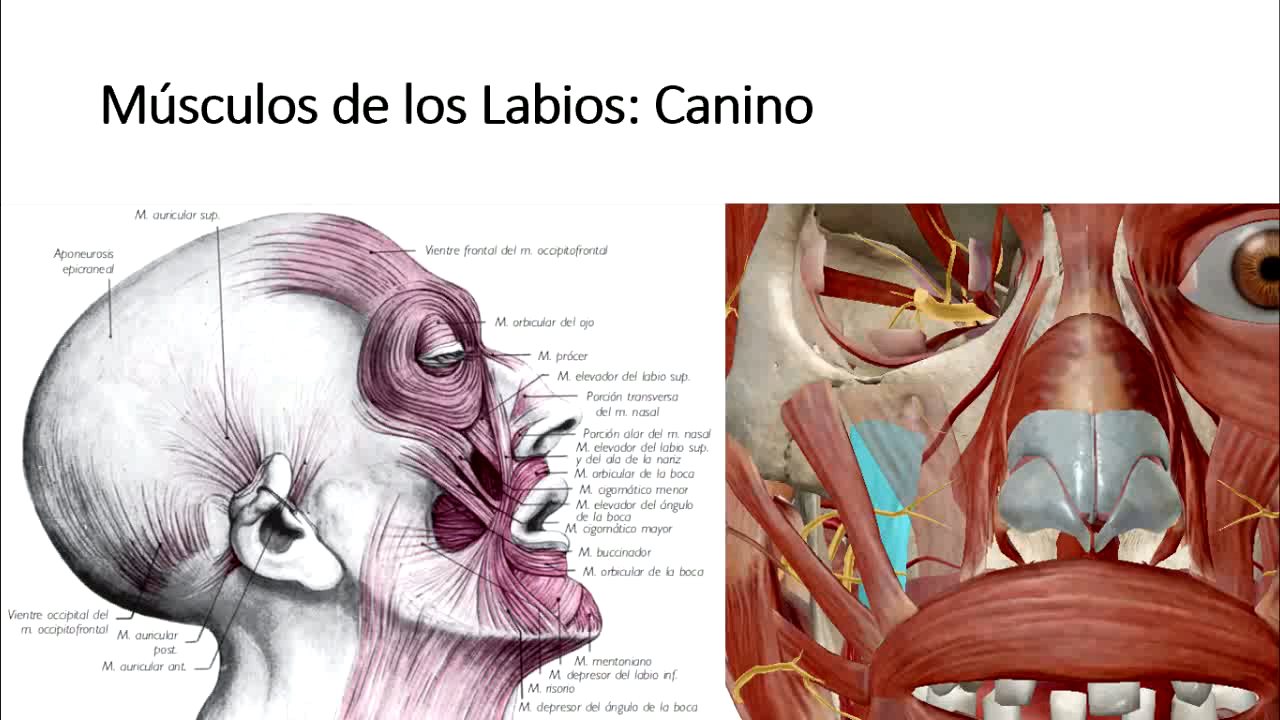 Músculos de los Labios: Canino
M. auricular sup.
Aponeurosis
epicraneal
Vientre frontal del m. occipitofrontal
M. orbicular del ojo
M. prócer
M. elevador del labio sup.
Porción transversa
del m. nasal
Porción alar del m. nasal
M. elevador del labio sup.
y del ala de la nariz
M. orbicular de la boca
M. cigomático menor
M. elevador del ángulo
de la boca
M. cigomático mayor
M. buccinador
M. orbicular de la boca
Vientre occipital del
m. occipitofrontal
M. auricular
post.
M. auricular ant.
M. mentoniano
M. depresor del labio inf.
M. risorio
M. depresor del ángulo de la boca